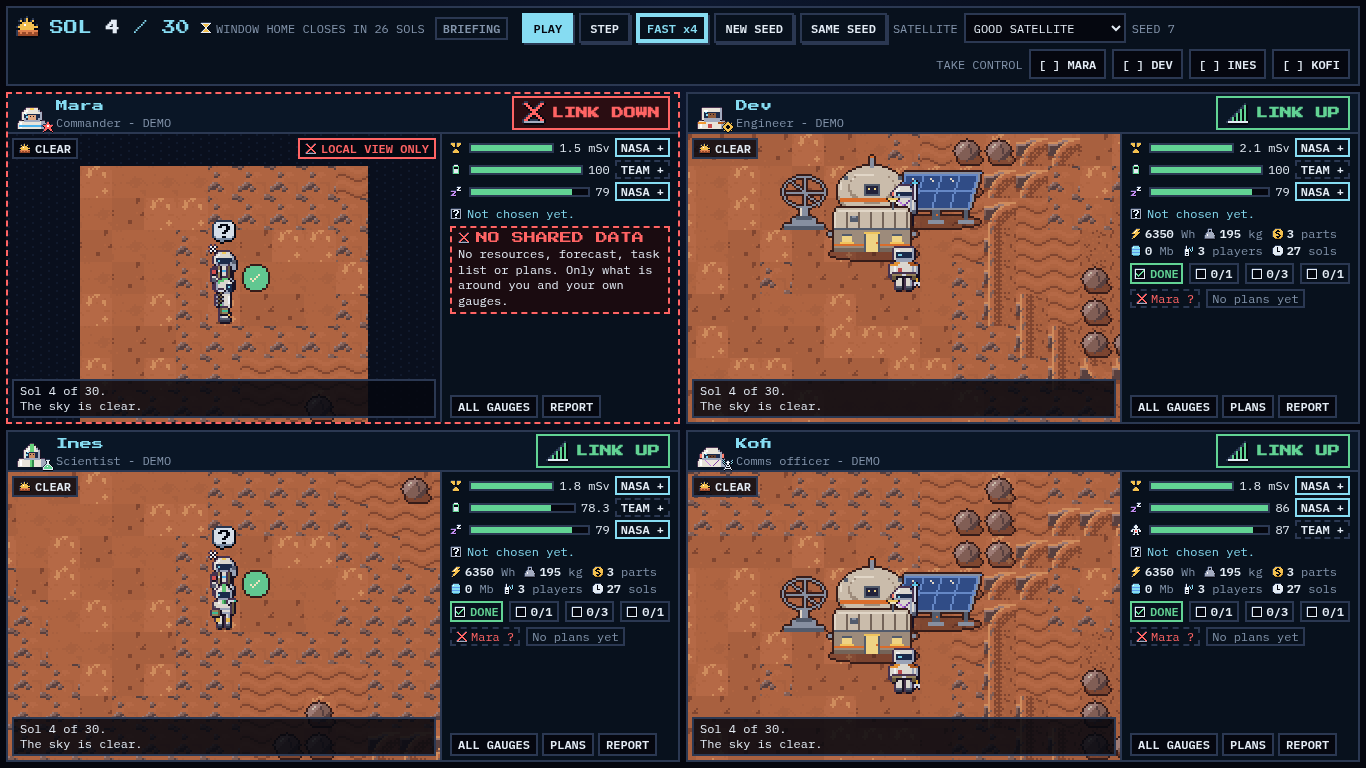 SOL 4 / 30 WINDOW HOME CLOSES IN 26 SOLS BRIEFING PLAY STEP FAST x4 NEW SEED SAME SEED SATELLITE GOOD SATELLITE SEED 7
TAKE CONTROL [ ] MARA [ ] DEV [ ] INES [ ] KOFI
Mara
Commander - DEMO
LINK DOWN
CLEAR
LOCAL VIEW ONLY
?
Sol 4 of 30.
The sky is clear.
1.5 mSv NASA +
100 TEAM +
79 NASA +
? Not chosen yet.
NO SHARED DATA
No resources, forecast, task
list or plans. Only what is
around you and your own
gauges.
ALL GAUGES REPORT
Dev
Engineer - DEMO
LINK UP
CLEAR
Sol 4 of 30.
The sky is clear.
2.1 mSv NASA +
100 TEAM +
79 NASA +
? Not chosen yet.
6350 Wh 195 kg 3 parts
0 Mb 3 players 27 sols
DONE 0/1 0/3 0/1
Mara ? No plans yet
ALL GAUGES PLANS REPORT
Ines
Scientist - DEMO
LINK UP
CLEAR
?
Sol 4 of 30.
The sky is clear.
1.8 mSv NASA +
78.3 TEAM +
79 NASA +
? Not chosen yet.
6350 Wh 195 kg 3 parts
0 Mb 3 players 27 sols
DONE 0/1 0/3 0/1
Mara ? No plans yet
ALL GAUGES PLANS REPORT
Kofi
Comms officer - DEMO
LINK UP
CLEAR
Sol 4 of 30.
The sky is clear.
1.8 mSv NASA +
86 NASA +
87 TEAM +
? Not chosen yet.
6350 Wh 195 kg 3 parts
0 Mb 3 players 27 sols
DONE 0/1 0/3 0/1
Mara ? No plans yet
ALL GAUGES PLANS REPORT